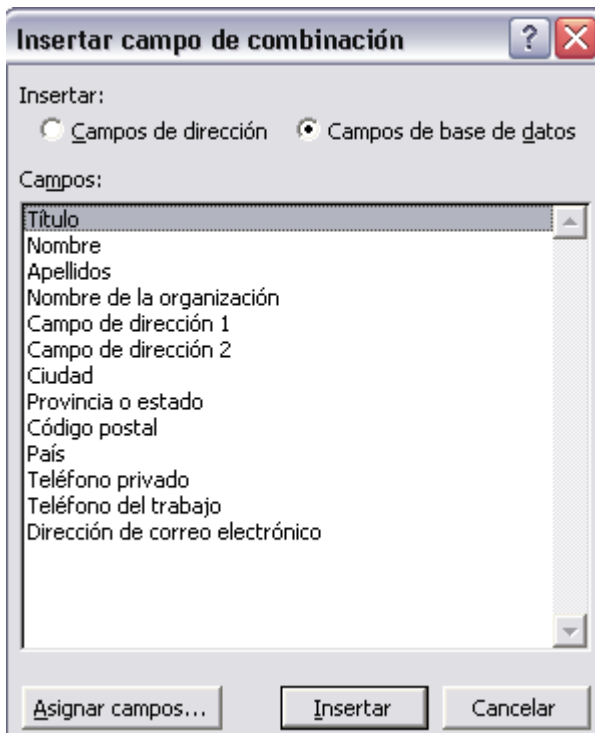 Insertar campo de combinación
Insertar:
Campos de dirección Campos de base de datos
Campos:
Título
Nombre
Apellidos
Nombre de la organización
Campo de dirección 1
Campo de dirección 2
Ciudad
Provincia o estado
Código postal
País
Teléfono privado
Teléfono del trabajo
Dirección de correo electrónico
Asignar campos... Insertar Cancelar